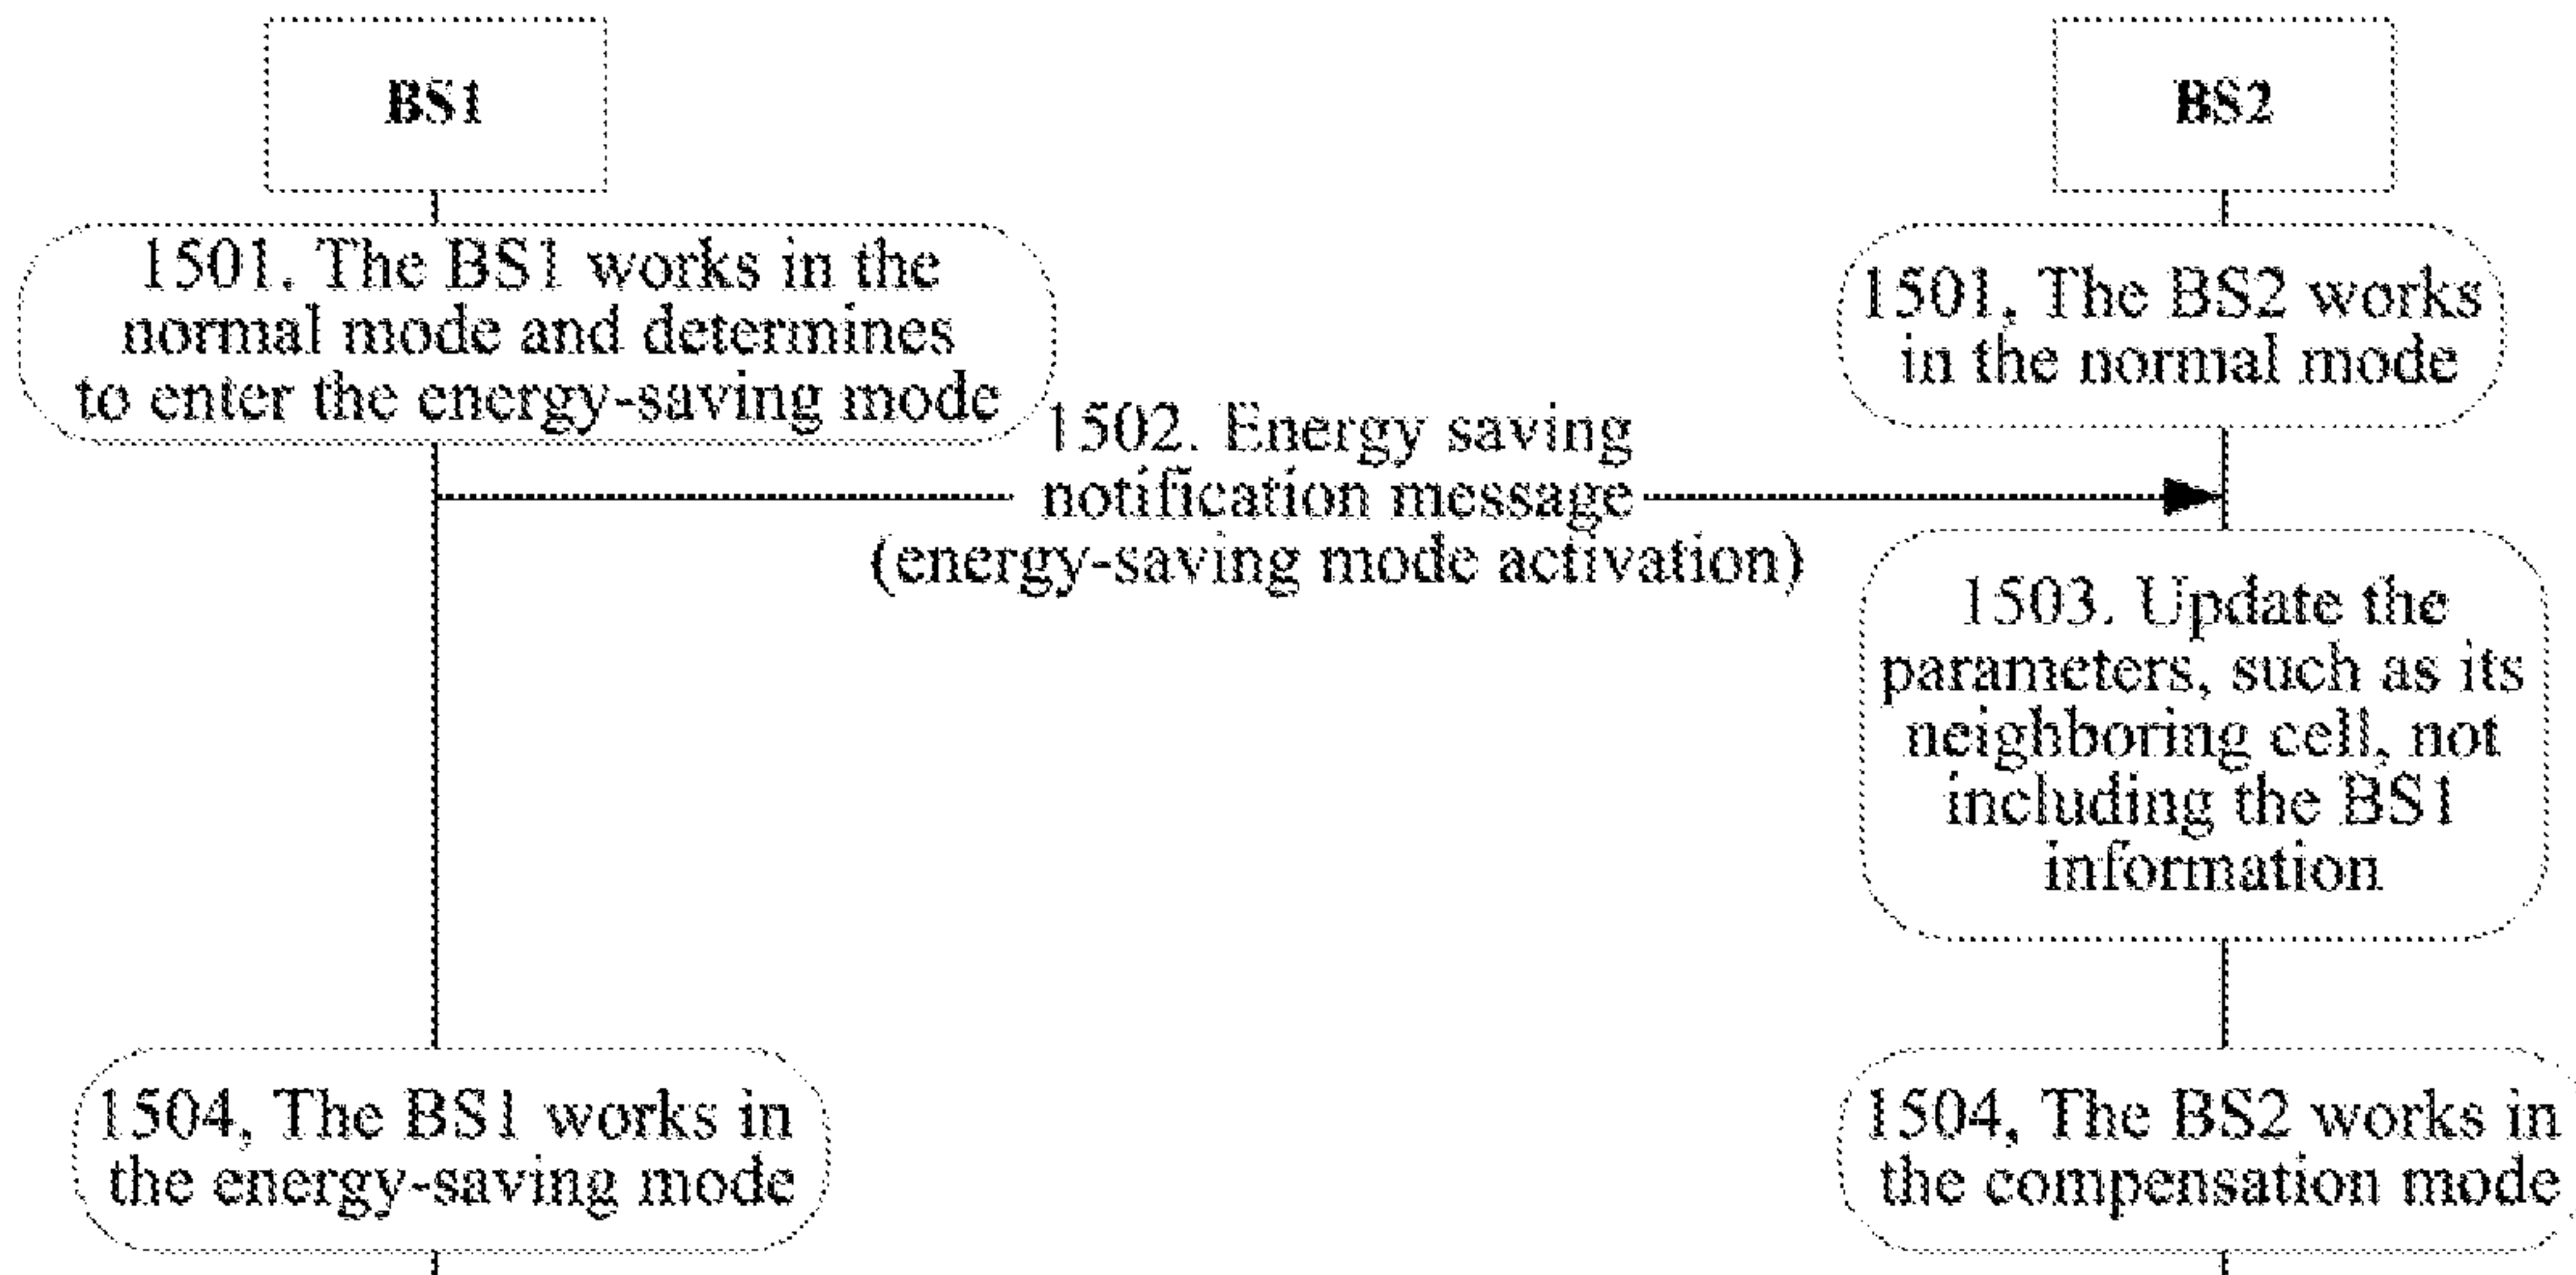 BS1
BS2
1501. The BS1 works in the
normal mode and determines
to enter the energy-saving mode
1501. The BS2 works
in the normal mode
1502. Energy saving
notification message
(energy-saving mode activation)
1503. Update the
parameters, such as its
neighboring cell, not
including the BS1
information
1504, The BS1 works in
the energy-saving mode
1504, The BS2 works in
the compensation mode